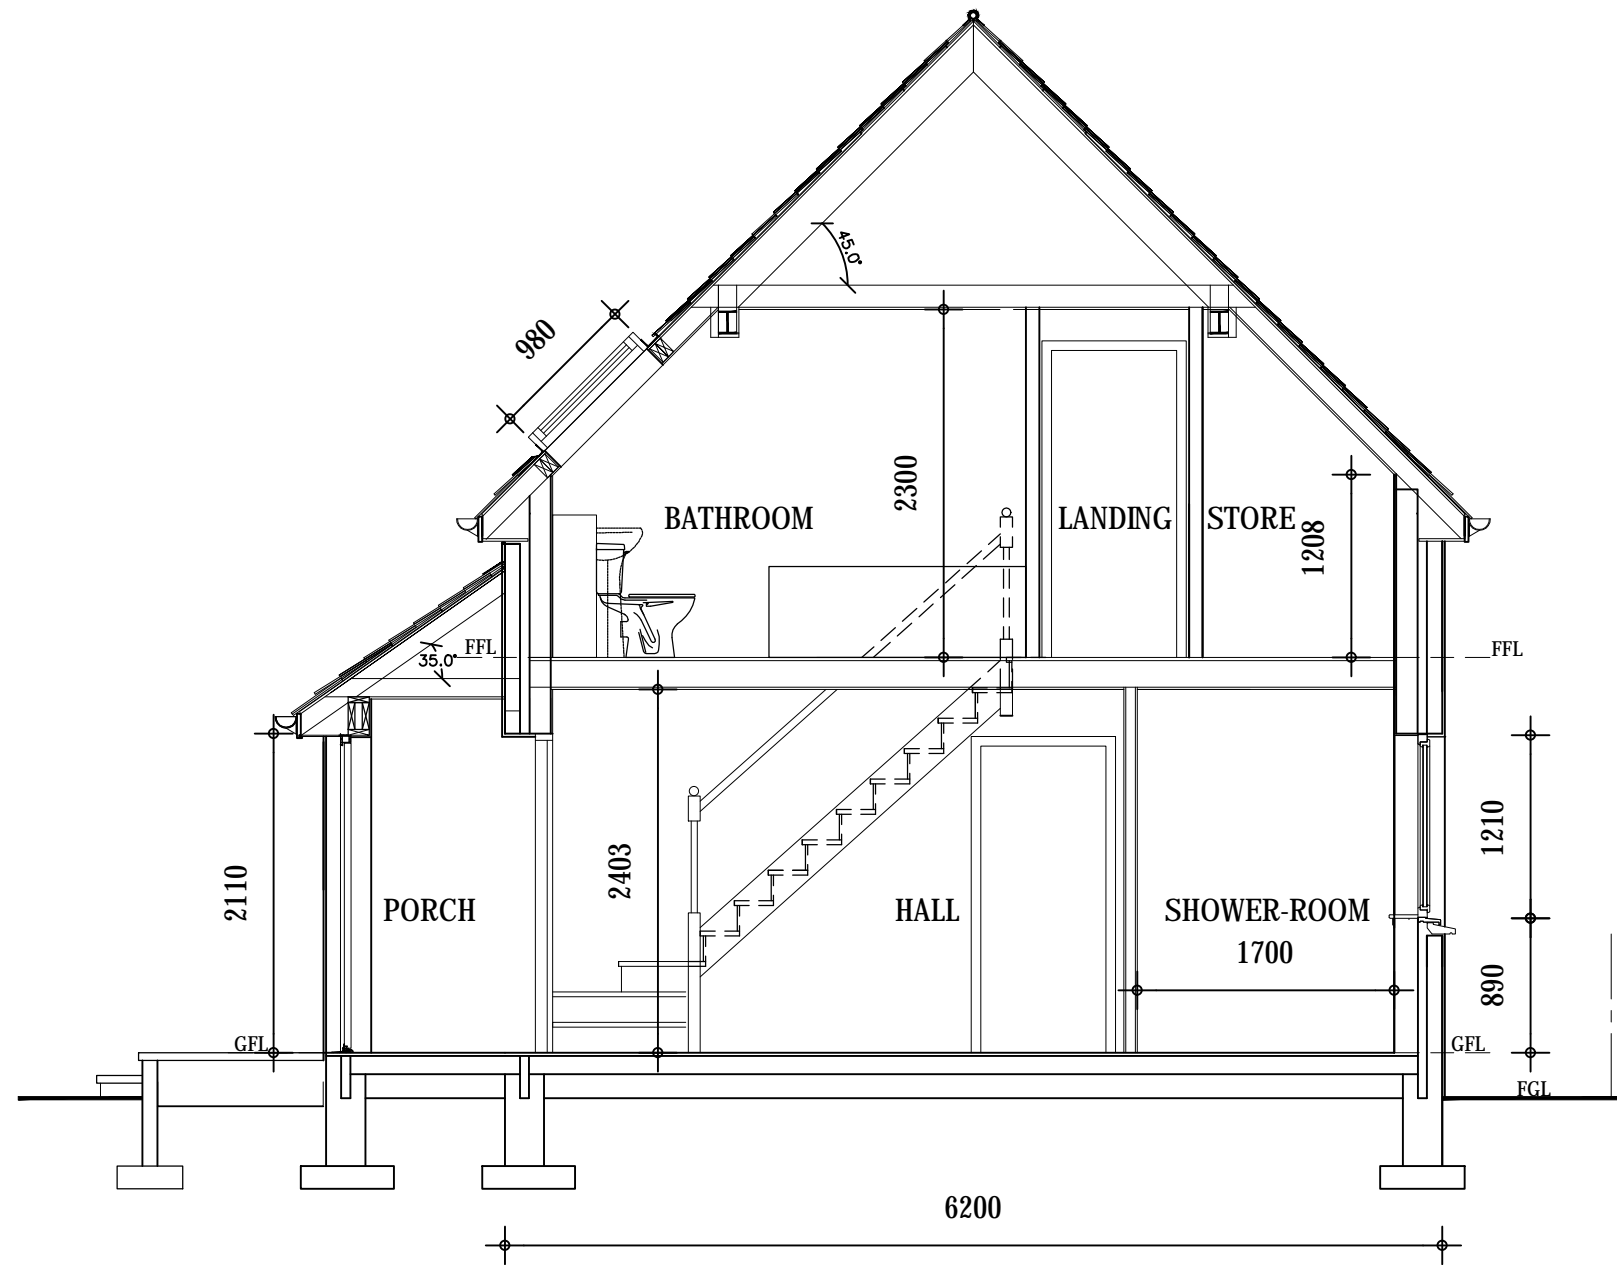 45.0°
980
2300
BATHROOM
LANDING
STORE
1208
FFL
35.0°
FFL
2110
PORCH
2403
HALL
SHOWER-ROOM
1700
1210
890
GFL
GFL
FGL
6200